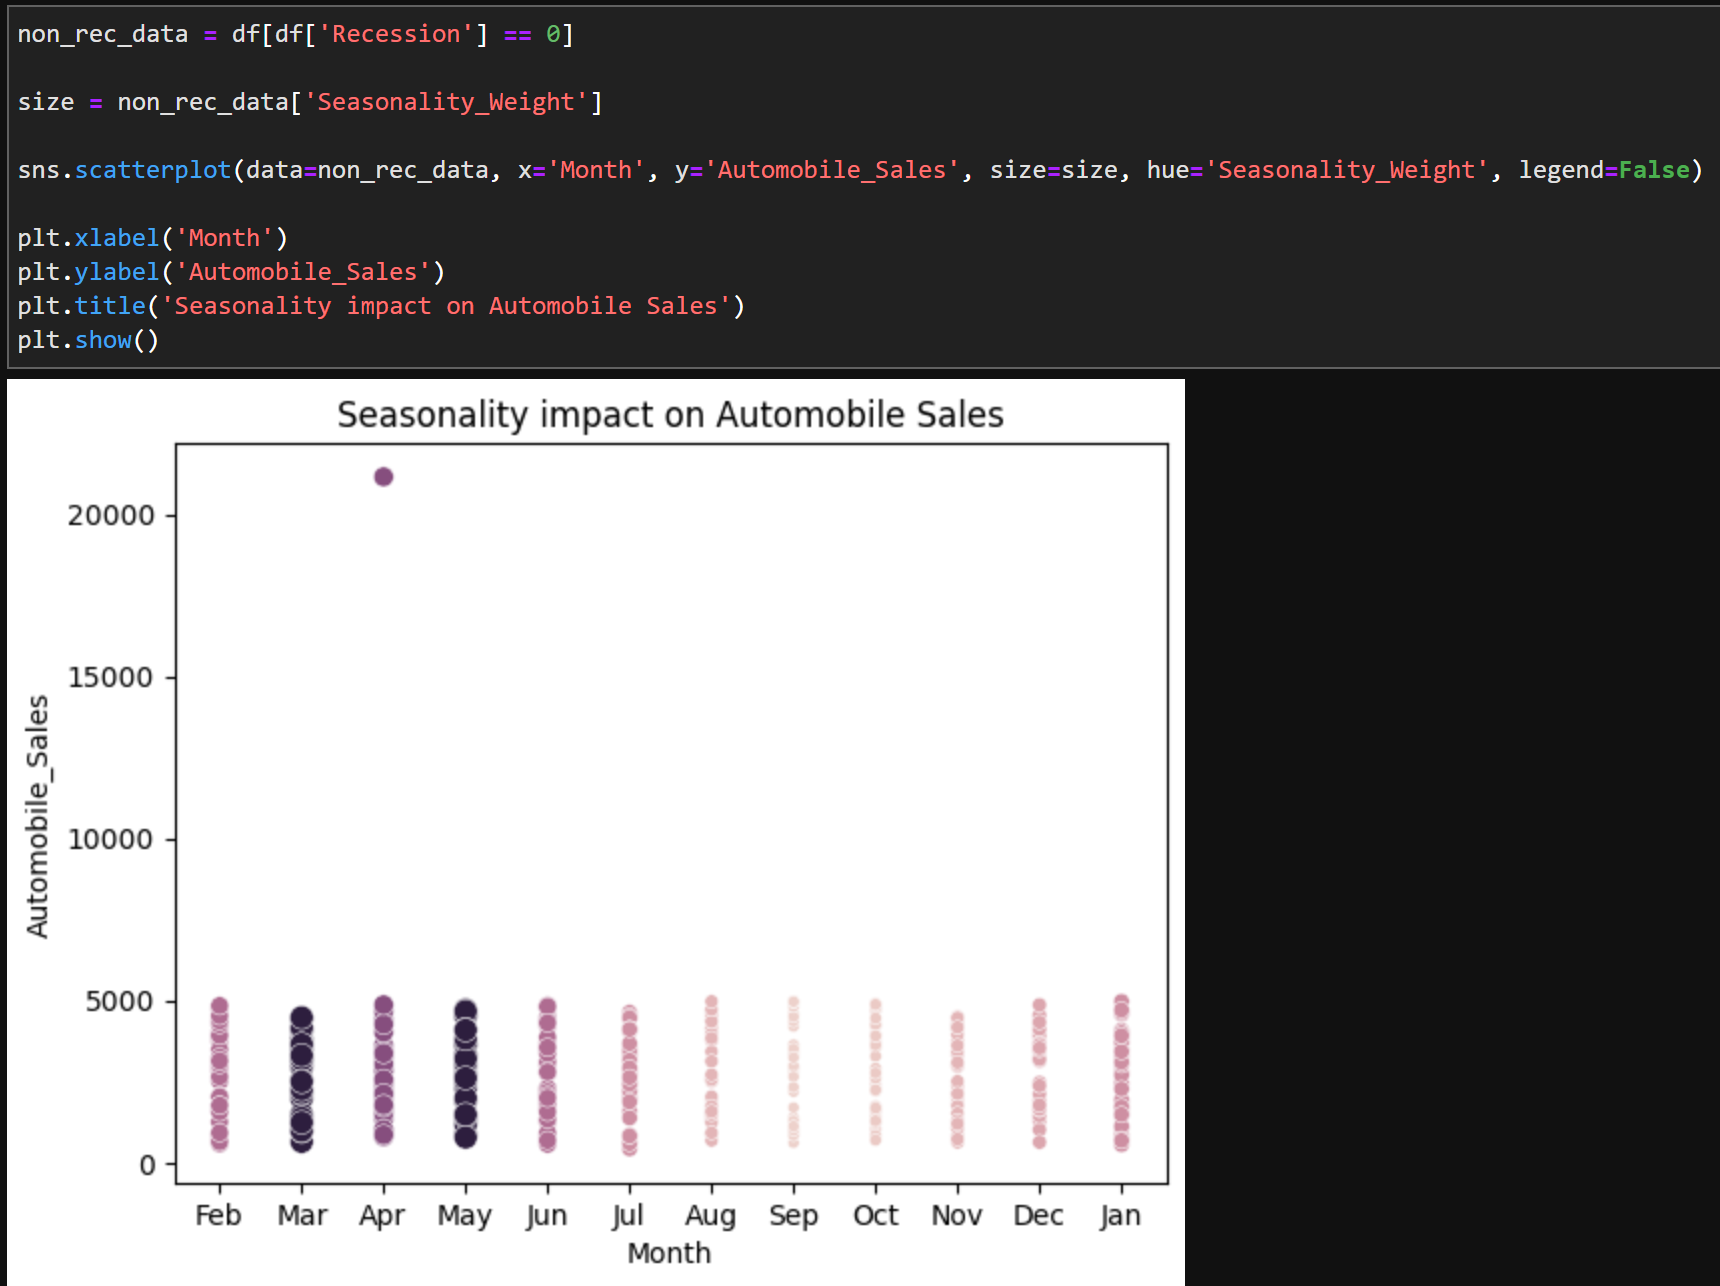 non_rec_data = df[df['Recession'] == 0]
size = non_rec_data['Seasonality_Weight']
sns.scatterplot(data=non_rec_data, x='Month', y='Automobile_Sales', size=size, hue='Seasonality_Weight', legend=False)
plt.xlabel('Month')
plt.ylabel('Automobile_Sales')
plt.title('Seasonality impact on Automobile Sales')
plt.show()
Seasonality impact on Automobile Sales
20000
15000
10000
5000
0
Automobile_Sales
Feb Mar Apr May Jun Jul Aug Sep Oct Nov Dec Jan
Month